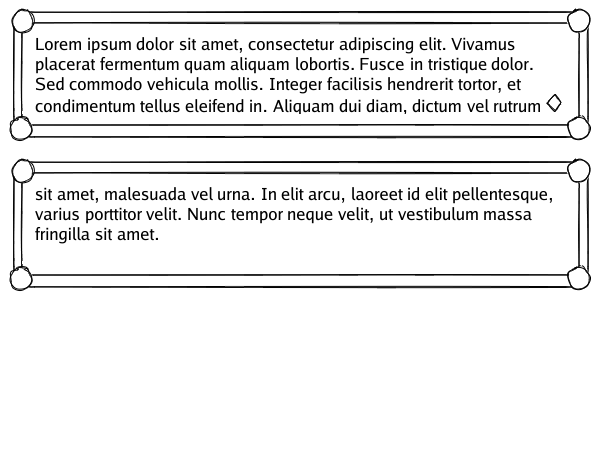 Lorem ipsum dolor sit amet, consectetur adipiscing elit. Vivamus
placerat fermentum quam aliquam lobortis. Fusce in tristique dolor.
Sed commodo vehicula mollis. Integer facilisis hendrerit tortor, et
condimentum tellus eleifend in. Aliquam dui diam, dictum vel rutrum
sit amet, malesuada vel urna. In elit arcu, laoreet id elit pellentesque,
varius porttitor velit. Nunc tempor neque velit, ut vestibulum massa
fringilla sit amet.